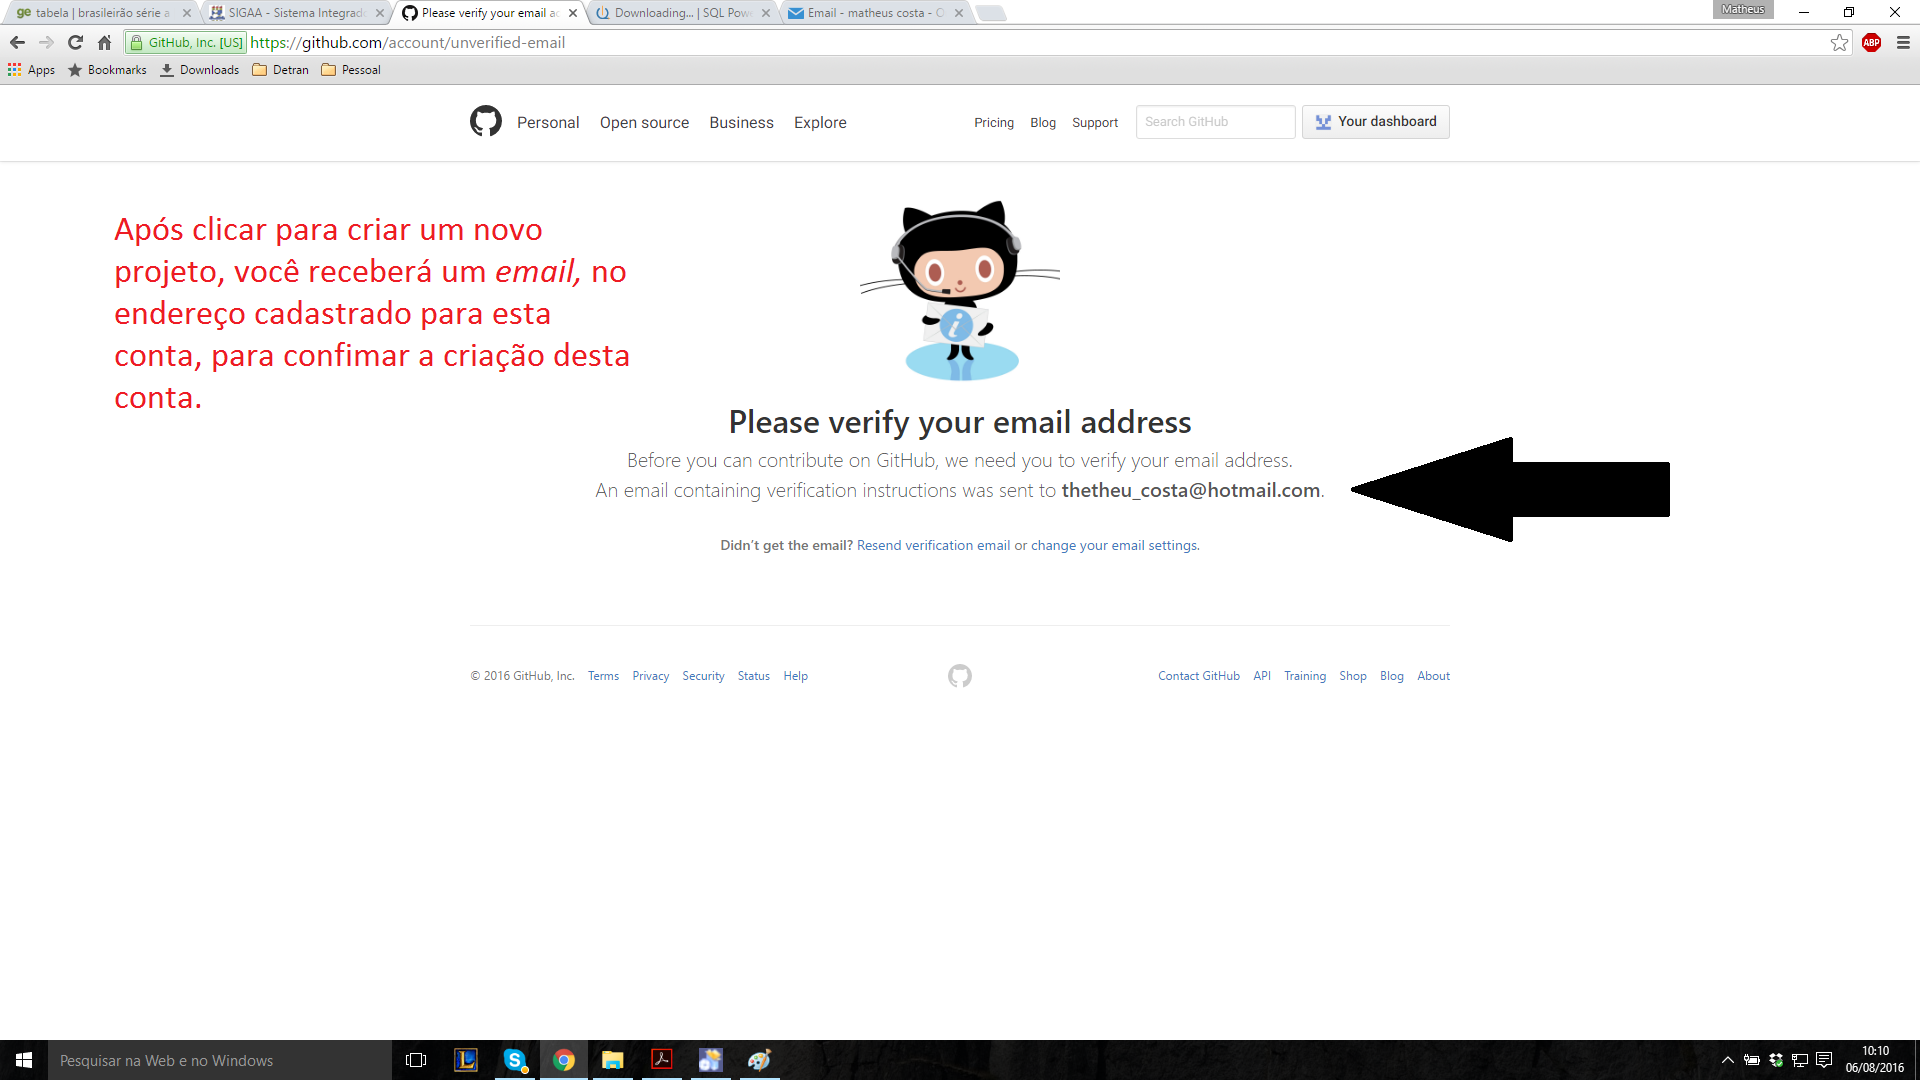 ge tabela | brasileirão série a
SIGAA - Sistema Integrad
Please verify your email a
Downloading... | SQL Pow
Email - matheus costa - O
Matheus
GitHub, Inc. [US] https://github.com/account/unverified-email
ABP
Apps Bookmarks Downloads Detran Pessoal
Personal Open source Business Explore Pricing Blog Support Search GitHub Your dashboard
Após clicar para criar um novo
projeto, você receberá um email, no
endereço cadastrado para esta
conta, para confimar a criação desta
conta.
Please verify your email address
Before you can contribute on GitHub, we need you to verify your email address.
An email containing verification instructions was sent to thetheu_costa@hotmail.com.
Didn’t get the email? Resend verification email or change your email settings.
© 2016 GitHub, Inc. Terms Privacy Security Status Help Contact GitHub API Training Shop Blog About
Pesquisar na Web e no Windows
10:10
06/08/2016